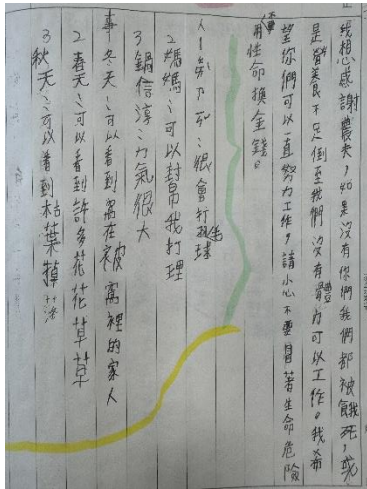 我想感謝農夫,如果沒有你們我們都被餓死,或
是營養不足倒至我們沒有體力可以工作。我希
望你們可以一直努力工作,請小心不要冒著生命危險
用性命換金錢。
人1 很會打球
2媽媽:可以封帛我打理
3鍋信淳:力氣很大
事冬天:可以看到窩在被窩裡的家人
2春天:可以看到許多花花草草
3秋天:可以看到枯葉掉落